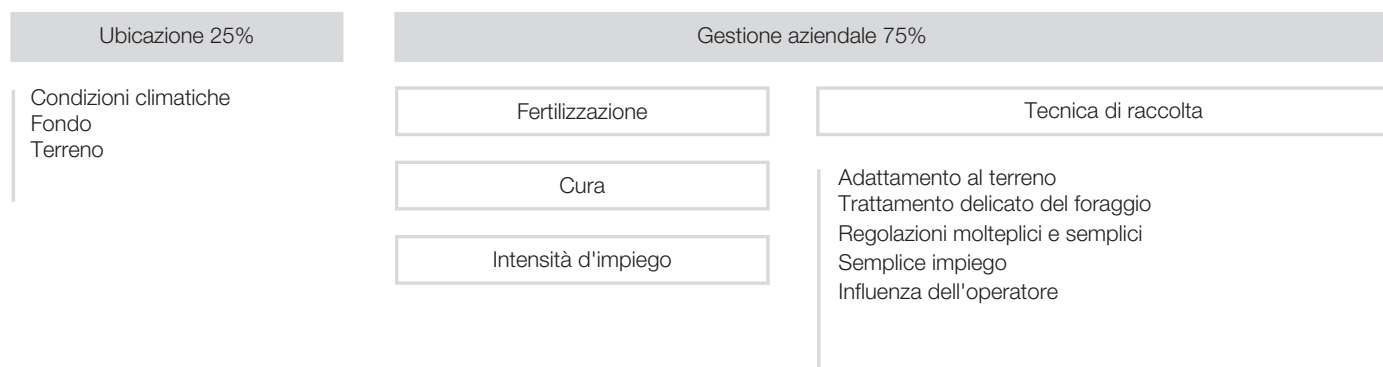 Ubicazione 25%
Gestione aziendale 75%
Condizioni climatiche
Fondo
Terreno
Fertilizzazione
Cura
Intensità d'impiego
Tecnica di raccolta
Adattamento al terreno
Trattamento delicato del foraggio
Regolazioni molteplici e semplici
Semplice impiego
Influenza dell'operatore